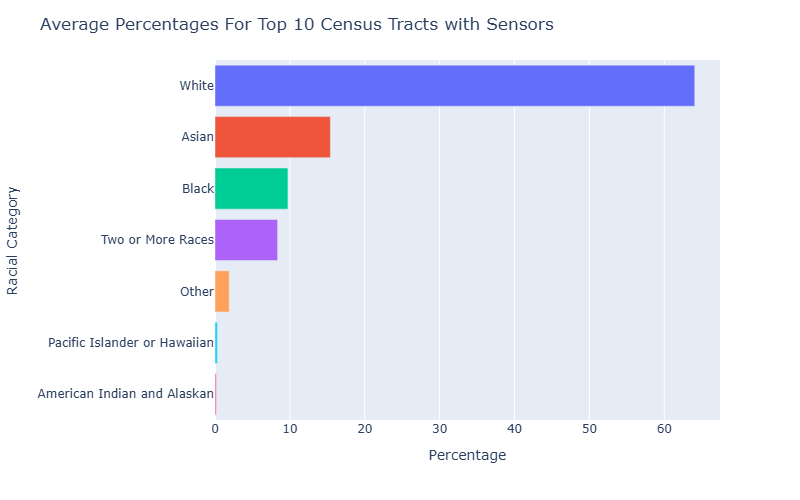 Average Percentages For Top 10 Census Tracts with Sensors
Racial Category
White
Asian
Black
Two or More Races
Other
Pacific Islander or Hawaiian
American Indian and Alaskan
0 10 20 30 40 50 60
Percentage